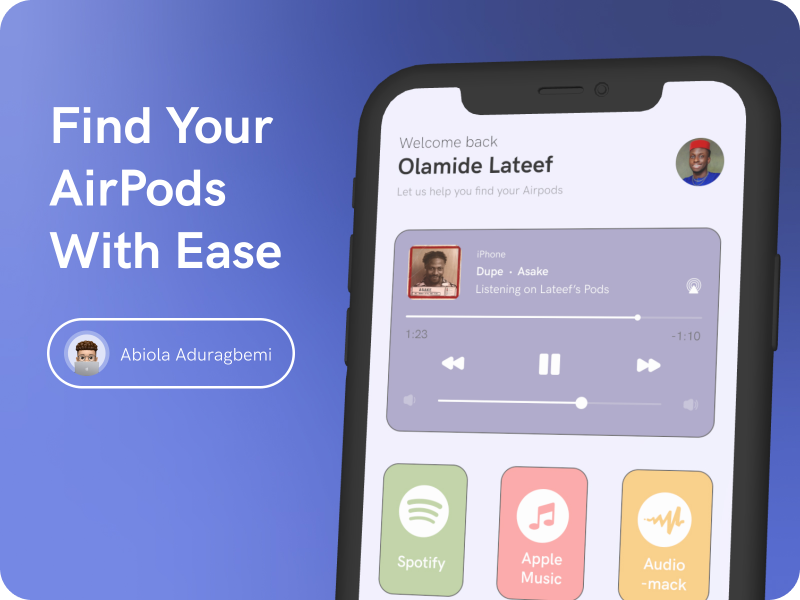 Find Your
AirPods
With Ease
Abiola Aduragbemi
Welcome back
Olamide Lateef
Let us help you find your Airpods
iPhone
Dupe - Asake
Listening on Lateef's Pods
ASAKE
1:23
-1:10
Spotify
Apple
Music
Audio
-mack